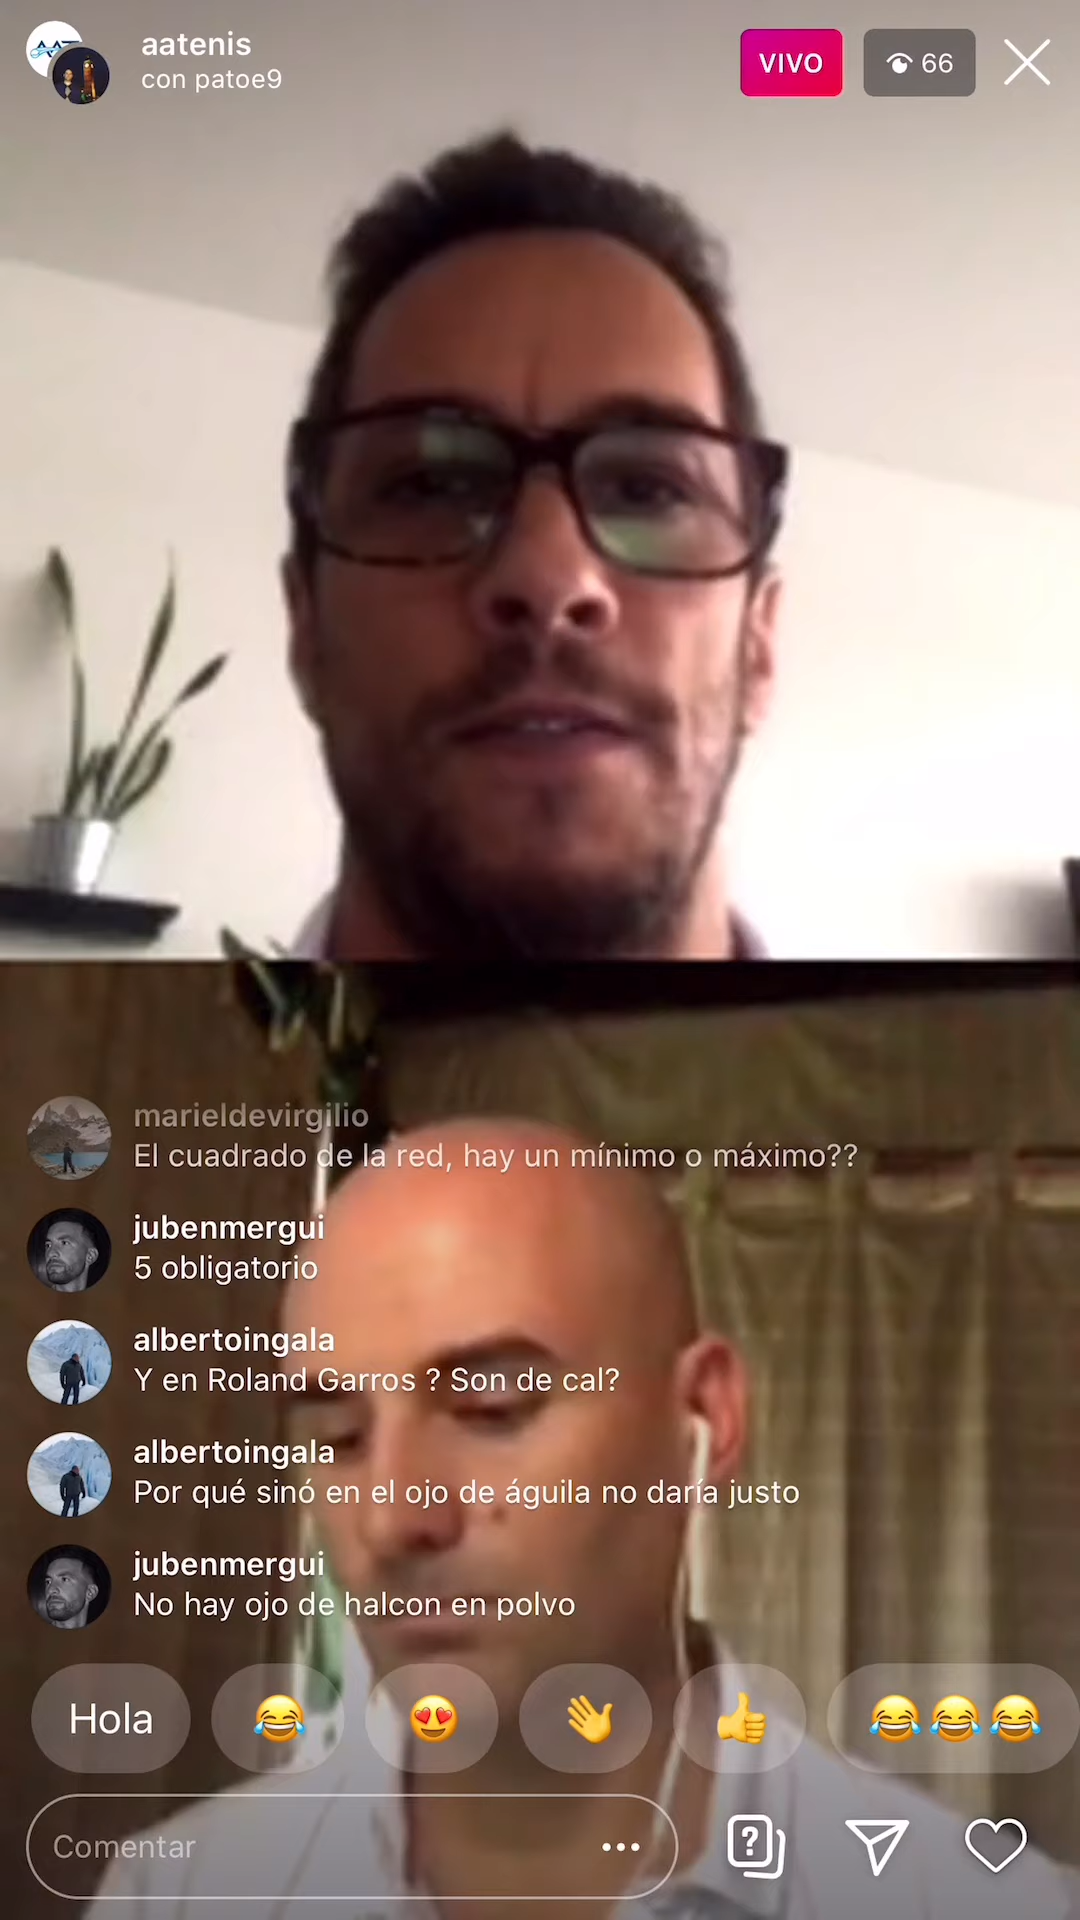 aatenis
con patoe9
VIVO
66
marieldevirgilio
El cuadrado de la red, hay un mínimo o máximo??
jubenmergui
5 obligatorio
albertoingala
Y en Roland Garros ? Son de cal?
albertoingala
Por qué sinó en el ojo de águila no daría justo
jubenmergui
No hay ojo de halcon en polvo
Hola
Comentar